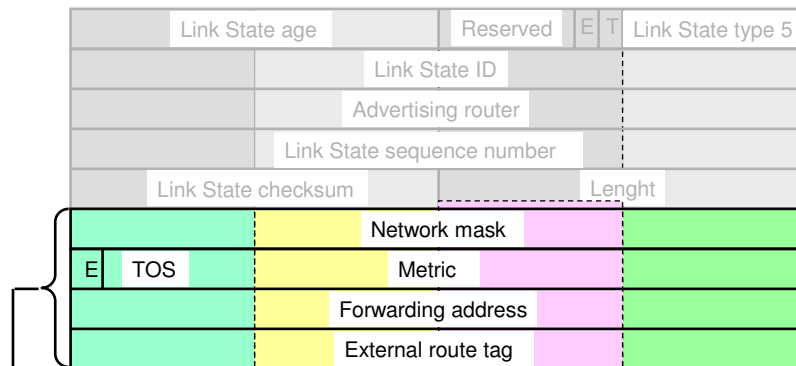 Link State age Reserved E T Link State type 5
Link State ID
Advertising router
Link State sequence number
Link State checksum Lenght
Network mask
E TOS Metric
Forwarding address
External route tag